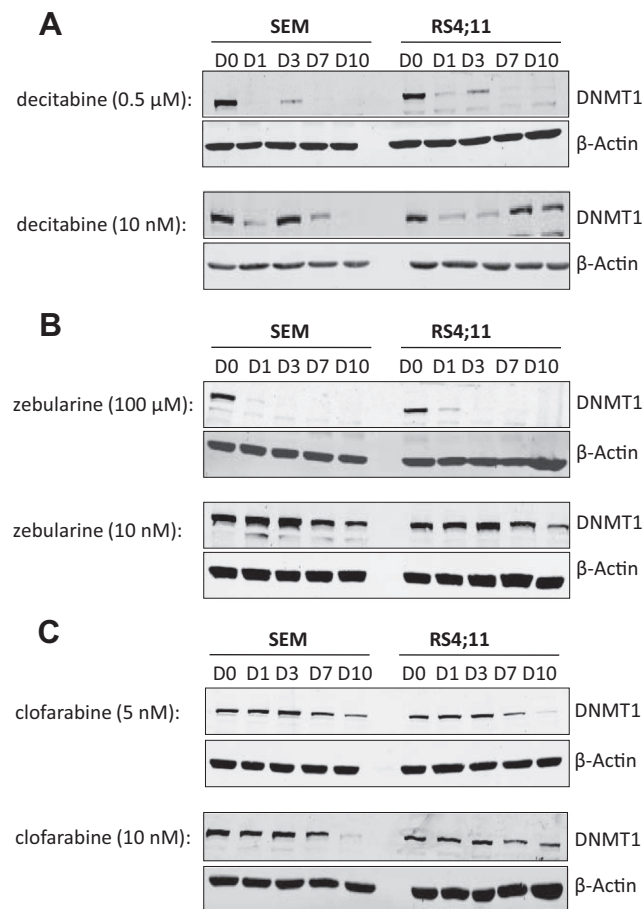 A
SEM RS4;11
D0 D1 D3 D7 D10 D0 D1 D3 D7 D10
decitabine (0.5 µM): DNMT1
β-Actin
decitabine (10 nM): DNMT1
β-Actin
B
SEM RS4;11
D0 D1 D3 D7 D10 D0 D1 D3 D7 D10
zebularine (100 µM): DNMT1
β-Actin
zebularine (10 nM): DNMT1
β-Actin
C
SEM RS4;11
D0 D1 D3 D7 D10 D0 D1 D3 D7 D10
clofarabine (5 nM): DNMT1
β-Actin
clofarabine (10 nM): DNMT1
β-Actin